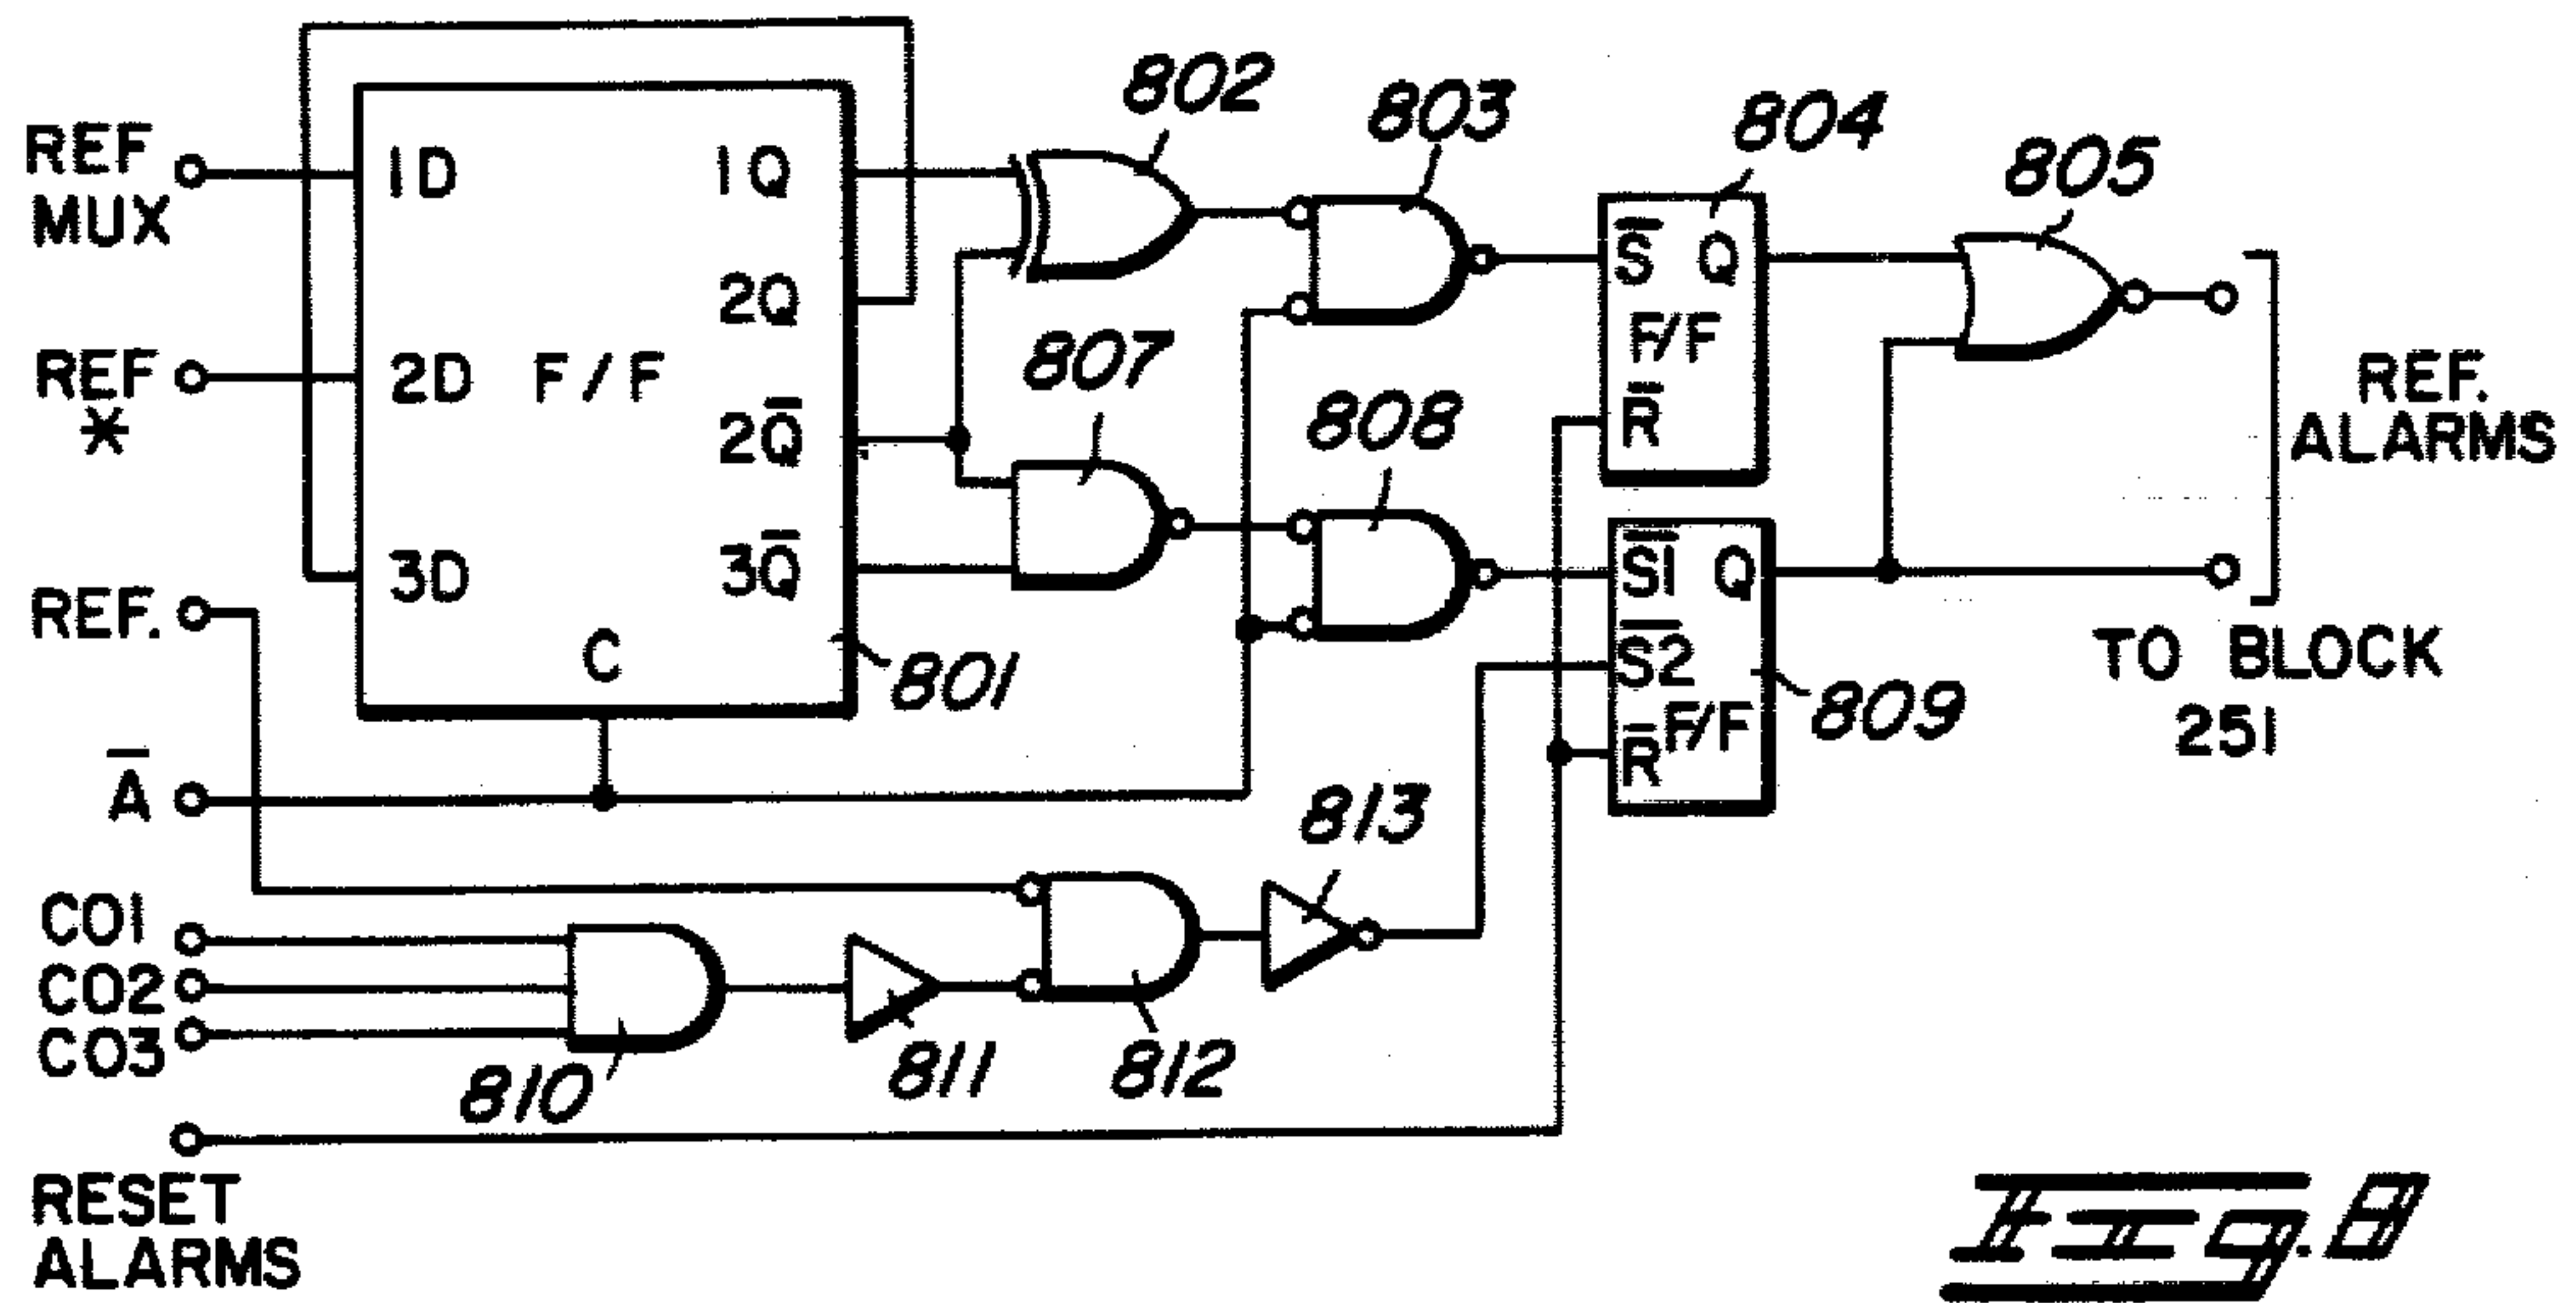 REF
MUX
REF
*
REF.
A̅
CO1
CO2
CO3
RESET
ALARMS
1D
2D
3D
F/F
C
1Q
2Q
2Q̅
3Q̅
801
802
803
804
805
807
808
809
810
811
812
813
S̅
Q
F/F
R̅
S̅1̅
Q
S̅2̅
F/F
R̅
REF.
ALARMS
TO BLOCK
251
Fig. 8